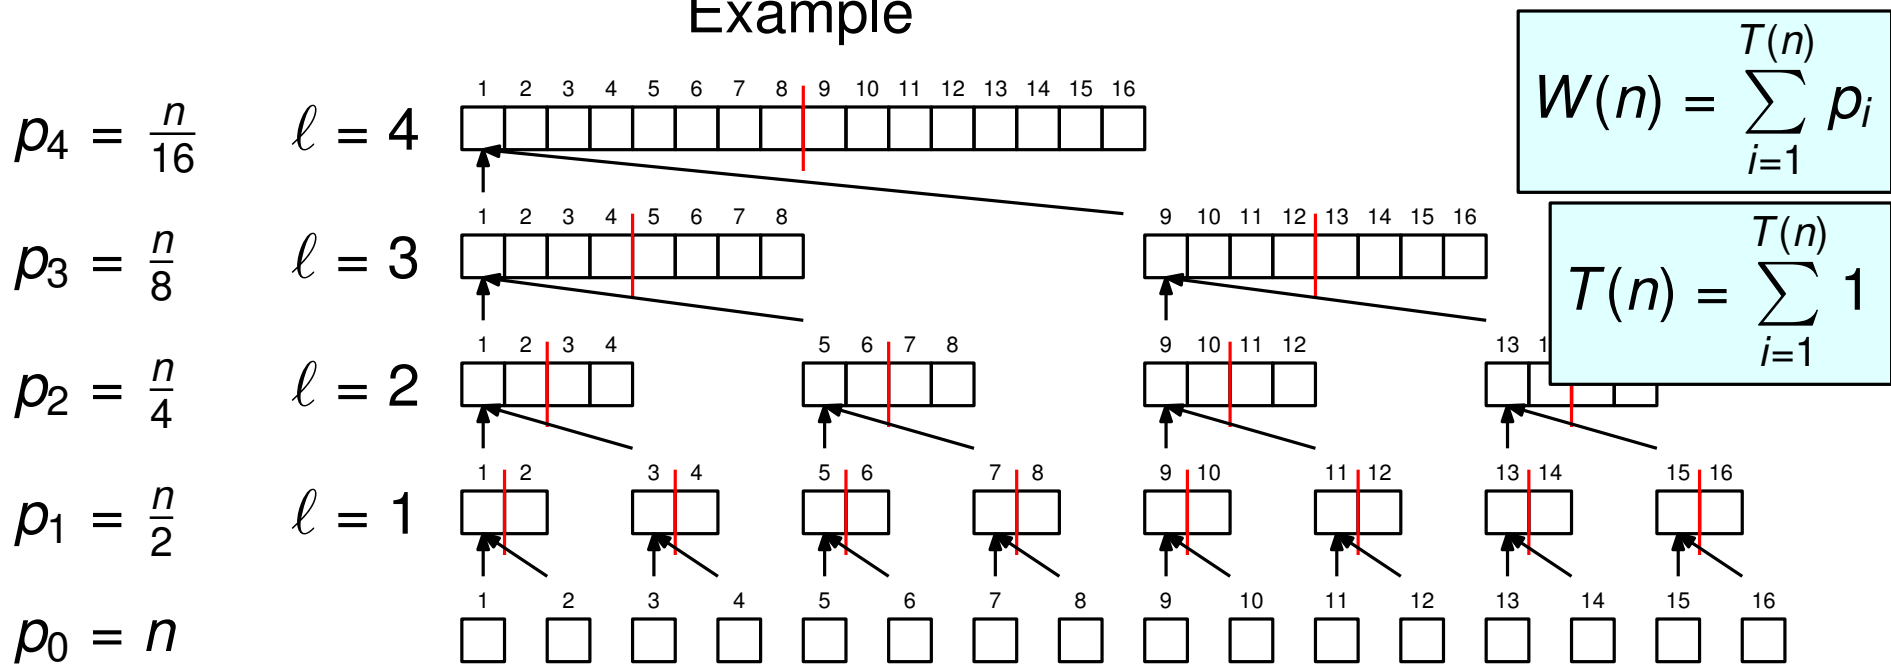 Example
1 2 3 4 5 6 7 8 9 10 11 12 13 14 15 16
p₄ = n/16 ℓ = 4
W(n) = ∑_{i=1}^{T(n)} p_i
1 2 3 4 5 6 7 8 9 10 11 12 13 14 15 16
p₃ = n/8 ℓ = 3
T(n) = ∑_{i=1}^{T(n)} 1
1 2 3 4 5 6 7 8 9 10 11 12 13
p₂ = n/4 ℓ = 2
1 2 3 4 5 6 7 8 9 10 11 12 13 14 15 16
p₁ = n/2 ℓ = 1
1 2 3 4 5 6 7 8 9 10 11 12 13 14 15 16
p₀ = n